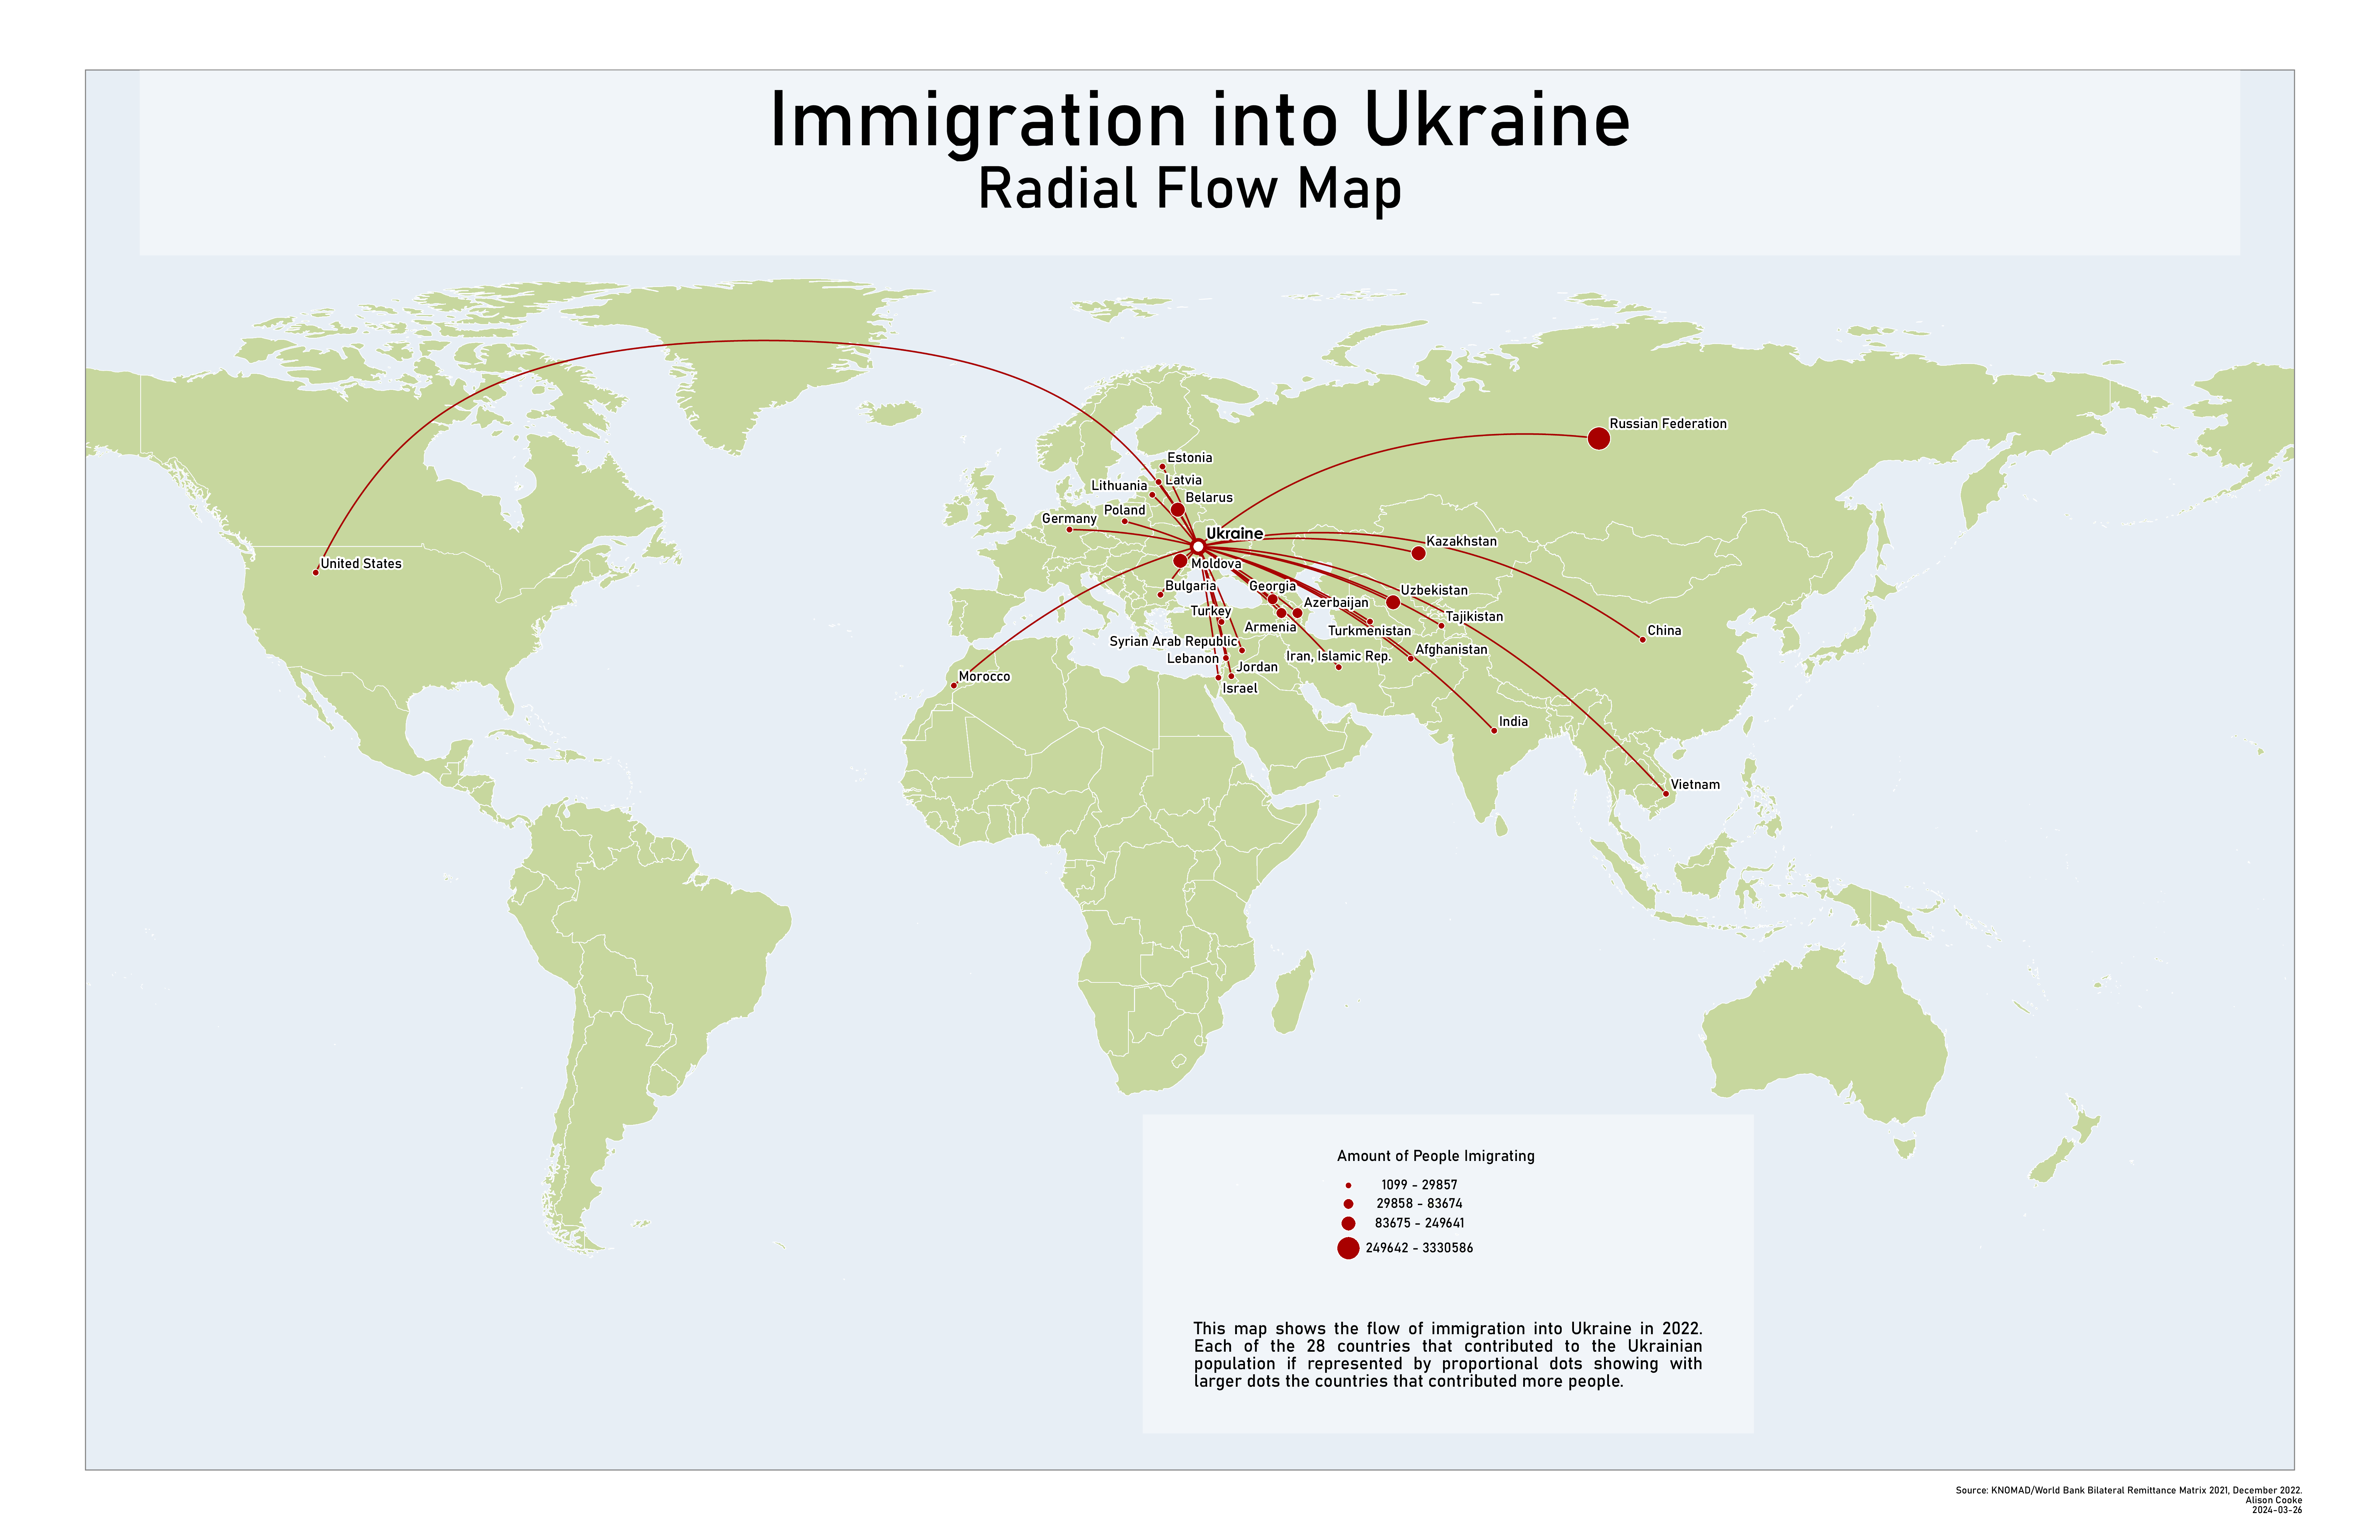 Immigration into Ukraine
Radial Flow Map
Russian Federation
Estonia
Latvia
Lithuania
Belarus
Poland
Germany
Ukraine
Kazakhstan
United States
Moldova
Bulgaria
Georgia
Uzbekistan
Azerbaijan
Turkey
Tajikistan
Armenia
Turkmenistan
China
Syrian Arab Republic
Afghanistan
Iran, Islamic Rep.
Lebanon
Jordan
Morocco
Israel
India
Vietnam
Amount of People Imigrating
1099 - 29857
29858 - 83674
83675 - 249641
249642 - 3330586
This map shows the flow of immigration into Ukraine in 2022.
Each of the 28 countries that contributed to the Ukrainian
population if represented by proportional dots showing with
larger dots the countries that contributed more people.
Source: KNOMAD/World Bank Bilateral Remittance Matrix 2021, December 2022.
Alison Cooke
2024-03-26